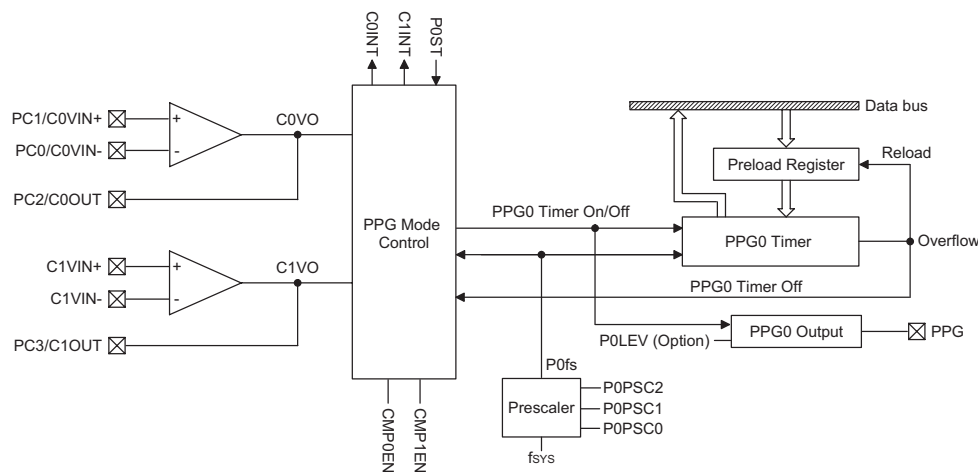 C0INT
C1INT
P0ST
PC1/C0VIN+
PC0/C0VIN-
PC2/C0OUT
+
-
C0VO
C1VIN+
C1VIN-
PC3/C1OUT
+
-
C1VO
PPG Mode
Control
CMP0EN
CMP1EN
Data bus
Preload Register
Reload
PPG0 Timer On/Off
PPG0 Timer
Overflow
PPG0 Timer Off
P0LEV (Option)
PPG0 Output
PPG
P0fs
Prescaler
P0PSC2
P0PSC1
P0PSC0
fSYS